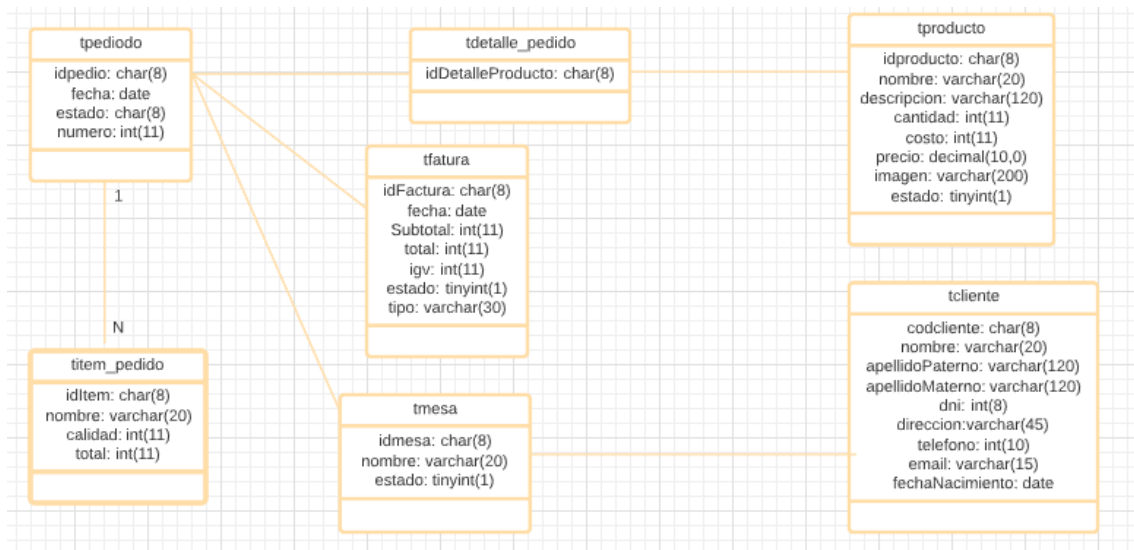 tpediodo
idpedio: char(8)
fecha: date
estado: char(8)
numero: int(11)
1
N
titem_pedido
idItem: char(8)
nombre: varchar(20)
calidad: int(11)
total: int(11)
tdetalle_pedido
idDetalleProducto: char(8)
tfatura
idFactura: char(8)
fecha: date
Subtotal: int(11)
total: int(11)
igv: int(11)
estado: tinyint(1)
tipo: varchar(30)
tmesa
idmesa: char(8)
nombre: varchar(20)
estado: tinyint(1)
tproducto
idproducto: char(8)
nombre: varchar(20)
descripcion: varchar(120)
cantidad: int(11)
costo: int(11)
precio: decimal(10,0)
imagen: varchar(200)
estado: tinyint(1)
tcliente
codcliente: char(8)
nombre: varchar(20)
apellidoPaterno: varchar(120)
apellidoMaterno: varchar(120)
dni: int(8)
direccion:varchar(45)
telefono: int(10)
email: varchar(15)
fechaNacimiento: date